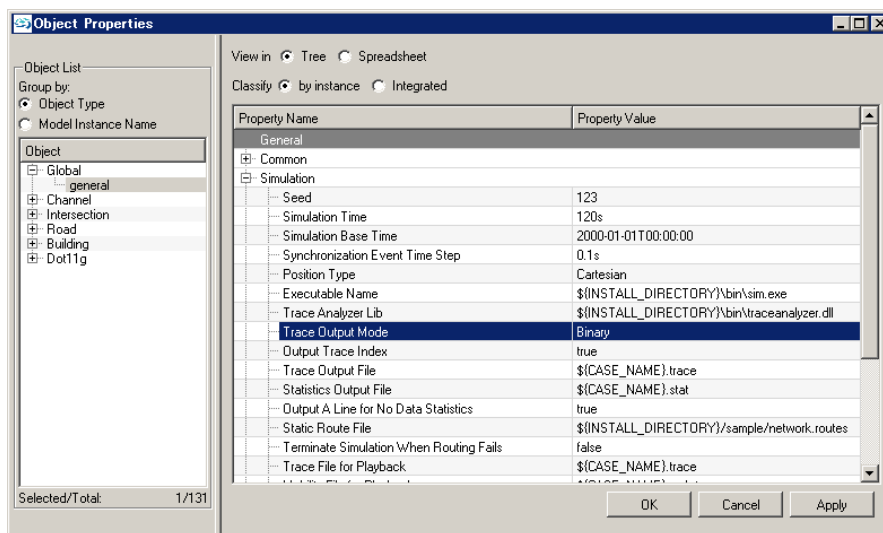 Object Properties
Object List
Group by:
Object Type
Model Instance Name
Object
Global
general
Channel
Intersection
Road
Building
Dot11g
Selected/Total: 1/131
View in Tree Spreadsheet
Classify by instance Integrated
Property Name Property Value
General
Common
Simulation
Seed 123
Simulation Time 120s
Simulation Base Time 2000-01-01T00:00:00
Synchronization Event Time Step 0.1s
Position Type Cartesian
Executable Name ${INSTALL_DIRECTORY}\bin\sim.exe
Trace Analyzer Lib ${INSTALL_DIRECTORY}\bin\traceanalyzer.dll
Trace Output Mode Binary
Output Trace Index true
Trace Output File ${CASE_NAME}.trace
Statistics Output File ${CASE_NAME}.stat
Output A Line for No Data Statistics true
Static Route File ${INSTALL_DIRECTORY}/sample/network.routes
Terminate Simulation When Routing Fails false
Trace File for Playback ${CASE_NAME}.trace
OK Cancel Apply